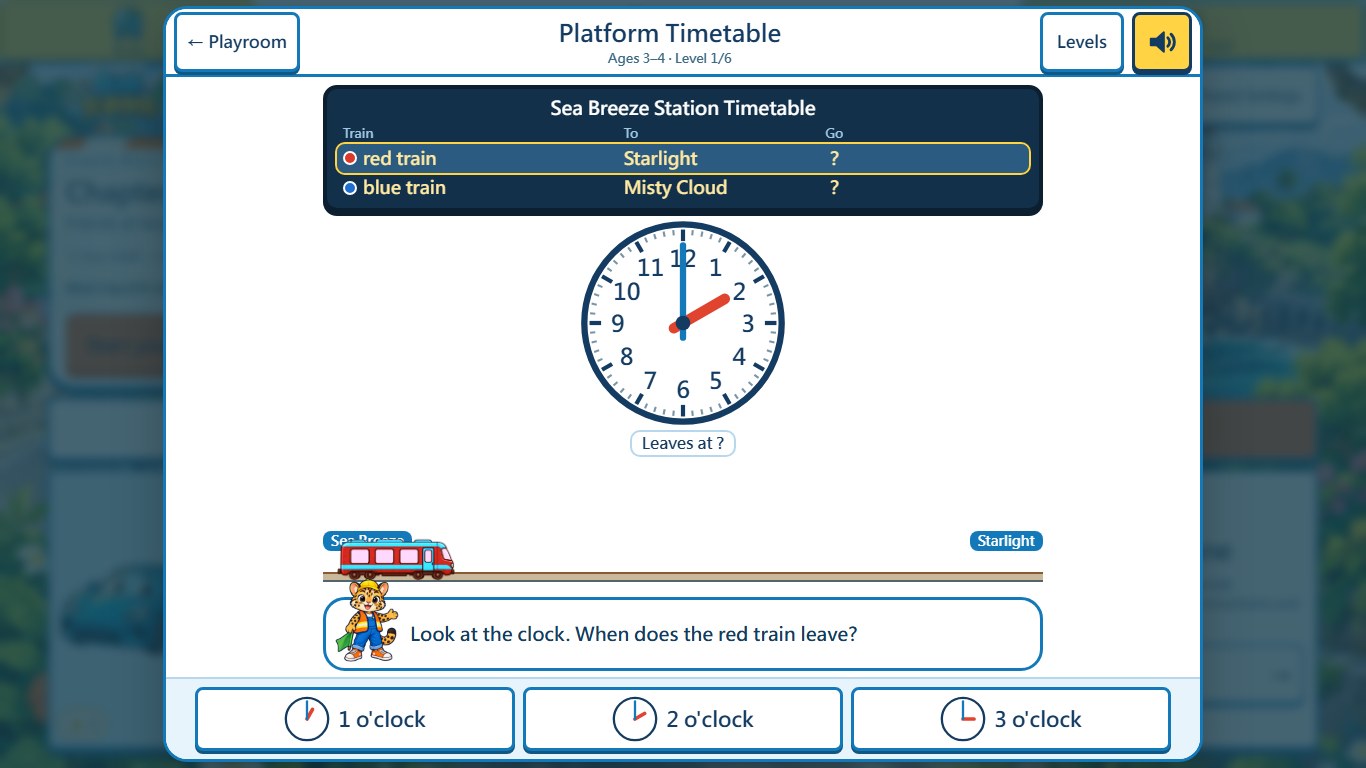 ← Playroom
Platform Timetable
Ages 3–4 · Level 1/6
Levels
Sea Breeze Station Timetable
Train To Go
red train Starlight ?
blue train Misty Cloud ?
12
11 1
10 2
9 3
8 4
7 5
6
Leaves at ?
Sea Breeze
Starlight
Look at the clock. When does the red train leave?
1 o'clock
2 o'clock
3 o'clock